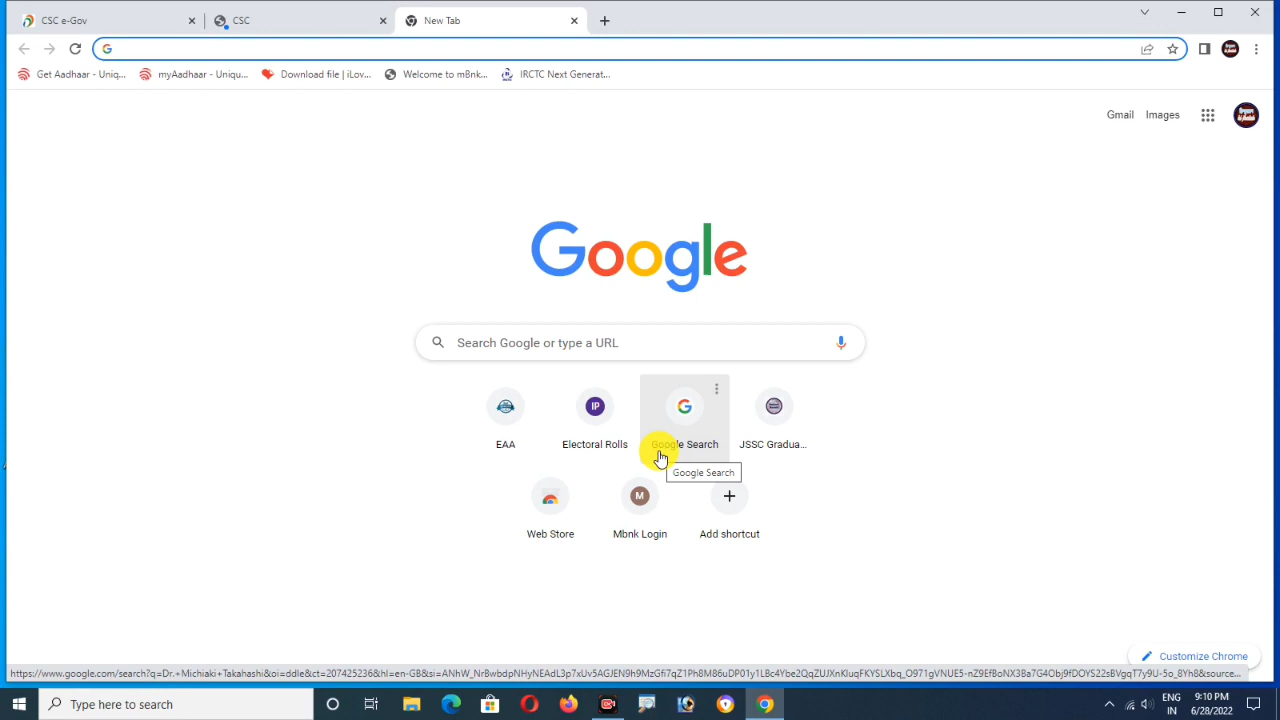 CSC e-Gov
CSC
New Tab
Get Aadhaar - Uniq...
myAadhaar - Uniqu...
Download file | iLov...
Welcome to mBnk...
IRCTC Next Generat...
Gmail
Images
Google
Search Google or type a URL
EAA
IP
Electoral Rolls
Google Search
JSSC Gradua...
Google Search
Web Store
M
Mbnk Login
Add shortcut
Customize Chrome
Type here to search
ENG
IN
9:10 PM
6/28/2022